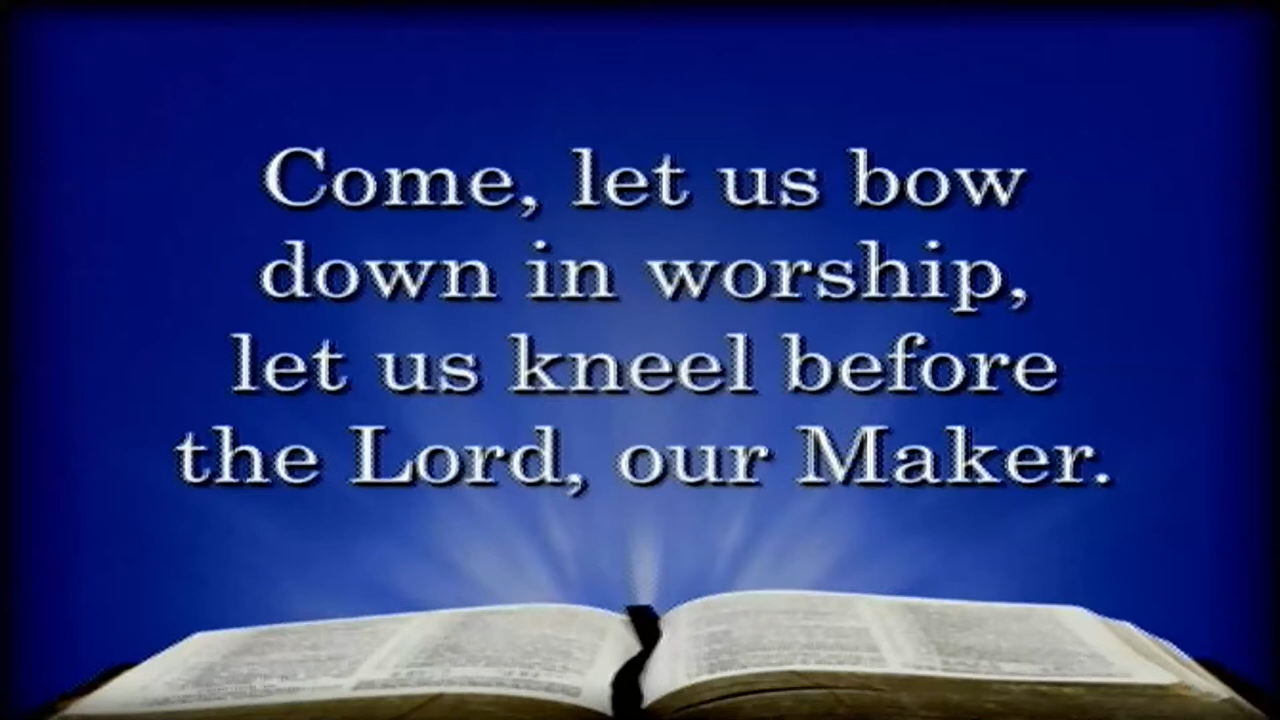 Come, let us bow
down in worship,
let us kneel before
the Lord, our Maker.